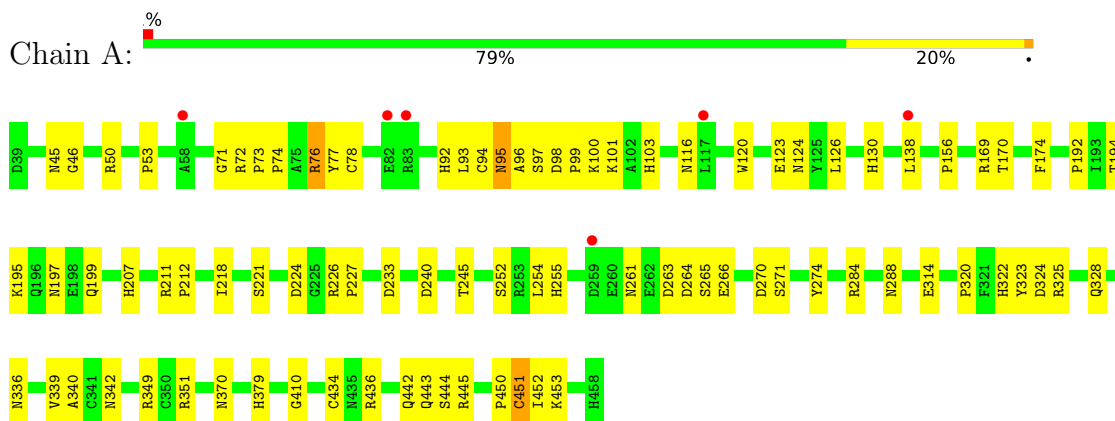 .%
Chain A:
79% 20% •
D39 N45 G46 R50 P53 A58 G71 R72 P73 P74 A75 R76 Y77 C78 E82 R83 H92 L93 C94 N95 A96 S97 D98 P99 K100 K101 A102 H103 N116 L117 W120 E123 N124 Y125 L126 H130 L138 P156 R169 T170 F174 P192 I193 T194
K195 Q196 N197 E198 Q199 H207 R211 P212 I218 S221 D224 G225 R226 P227 D233 D240 T245 S252 R253 L254 H255 D259 E260 N261 E262 D263 D264 S265 E266 D270 S271 Y274 R284 N288 E314 P320 F321 H322 Y323 D324 R325 Q328
N336 V339 A340 C341 N342 R349 C350 R351 N370 H379 G410 C434 N435 R436 Q442 Q443 S444 R445 P450 C451 I452 K453 H458